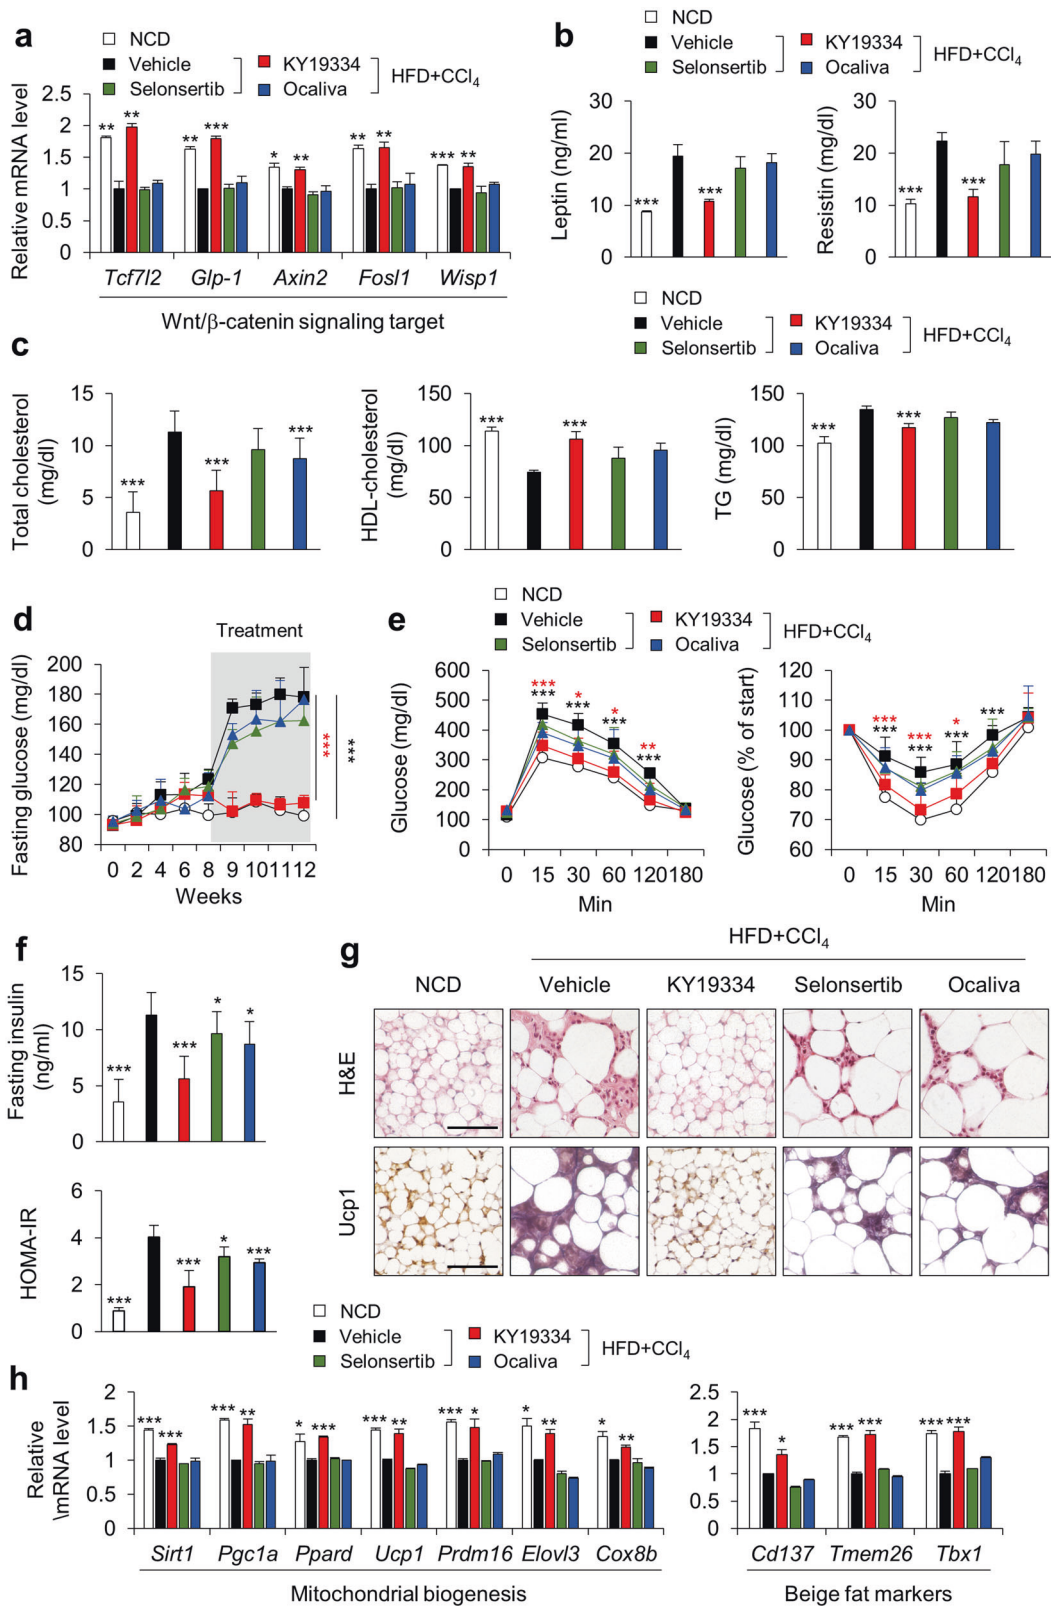 a
NCD
Vehicle
KY19334
Selonsertib
Ocaliva
HFD+CCl4
Relative mRNA level
2.5
2
1.5
1
0.5
0
** ** ** *** * ** ** ** *** **
Tcf7l2 Glp-1 Axin2 Fosl1 Wisp1
Wnt/β-catenin signaling target
b
NCD
Vehicle
KY19334
Selonsertib
Ocaliva
HFD+CCl4
Leptin (ng/ml)
30
20
10
0
*** ***
Resistin (mg/dl)
30
20
10
0
*** ***
NCD
Vehicle
KY19334
Selonsertib
Ocaliva
HFD+CCl4
c
Total cholesterol
(mg/dl)
15
10
5
0
*** *** ***
HDL-cholesterol
(mg/dl)
150
100
50
0
*** ***
TG (mg/dl)
150
100
50
0
*** ***
d
Treatment
Fasting glucose (mg/dl)
200
180
160
140
120
100
80
***
***
0 2 4 6 8 9 10 11 12
Weeks
e
NCD
Vehicle
KY19334
Selonsertib
Ocaliva
HFD+CCl4
Glucose (mg/dl)
600
500
400
300
200
100
0
*** * * **
*** *** *** ***
0 15 30 60 120 180
Min
Glucose (% of start)
120
110
100
90
80
70
60
*** *** *
*** *** *** ***
0 15 30 60 120 180
Min
f
Fasting insulin
(ng/ml)
15
10
5
0
*** *** * *
HOMA-IR
6
4
2
0
*** *** * ***
g
HFD+CCl4
NCD Vehicle KY19334 Selonsertib Ocaliva
H&E
Ucp1
NCD
Vehicle
KY19334
Selonsertib
Ocaliva
HFD+CCl4
h
Relative
\mRNA level
2
1.5
1
0.5
0
*** *** *** ** * *** *** ** *** * * ** * **
Sirt1 Pgc1a Ppard Ucp1 Prdm16 Elovl3 Cox8b
Mitochondrial biogenesis
2.5
2
1.5
1
0.5
0
*** * *** *** *** ***
Cd137 Tmem26 Tbx1
Beige fat markers